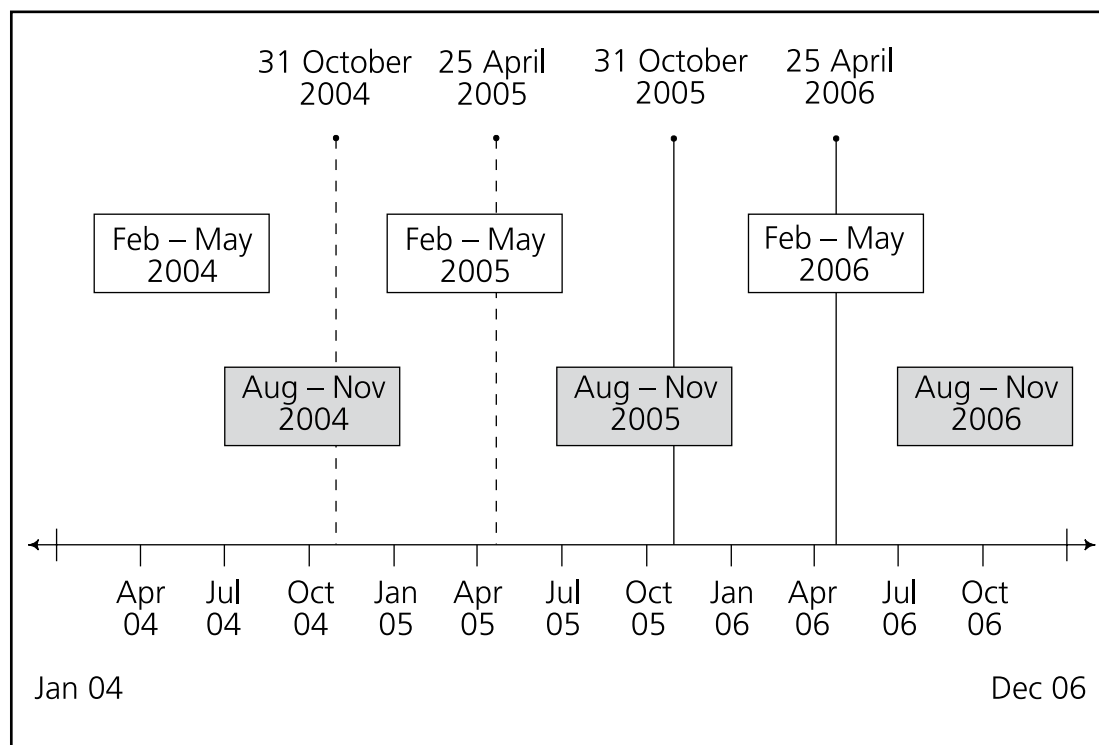 31 October
2004
25 April
2005
31 October
2005
25 April
2006
Feb – May
2004
Feb – May
2005
Feb – May
2006
Aug – Nov
2004
Aug – Nov
2005
Aug – Nov
2006
Apr
04
Jul
04
Oct
04
Jan
05
Apr
05
Jul
05
Oct
05
Jan
06
Apr
06
Jul
06
Oct
06
Jan 04
Dec 06